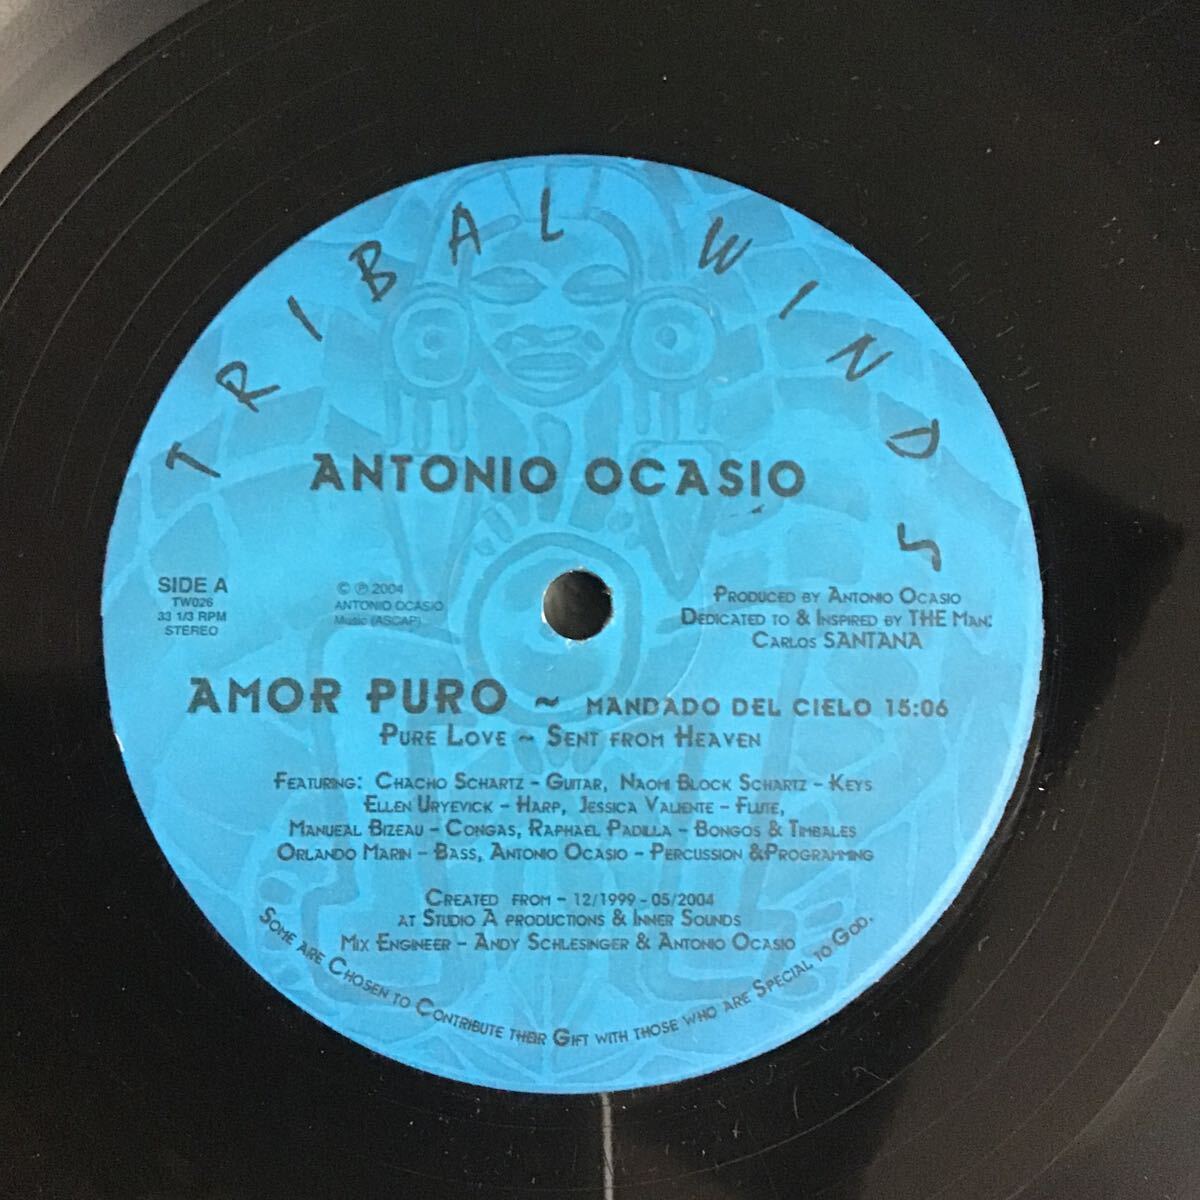 TRIBAL WINDS
ANTONIO OCASIO
SIDE A
TW026
33 1/3 RPM
STEREO
© ℗ 2004
ANTONIO OCASIO
Music (ASCAP)
PRODUCED BY ANTONIO OCASIO
DEDICATED TO & INSPIRED BY THE MAN:
CARLOS SANTANA
AMOR PURO ~ MANDADO DEL CIELO 15:06
PURE LOVE ~ SENT FROM HEAVEN
FEATURING: CHACHO SCHARTZ – GUITAR, NAOMI BLOCK SCHARTZ – KEYS
ELLEN URYEVICK – HARP, JESSICA VALIENTE – FLUTE,
MANUEAL BIZEAU – CONGAS, RAPHAEL PADILLA – BONGOS & TIMBALES
ORLANDO MARIN – BASS, ANTONIO OCASIO – PERCUSSION &PROGRAMMING
CREATED FROM – 12/1999 - 05/2004
AT STUDIO A PRODUCTIONS & INNER SOUNDS
MIX ENGINEER – ANDY SCHLESINGER & ANTONIO OCASIO
SOME ARE CHOSEN TO CONTRIBUTE THEIR GIFT WITH THOSE WHO ARE SPECIAL TO GOD.